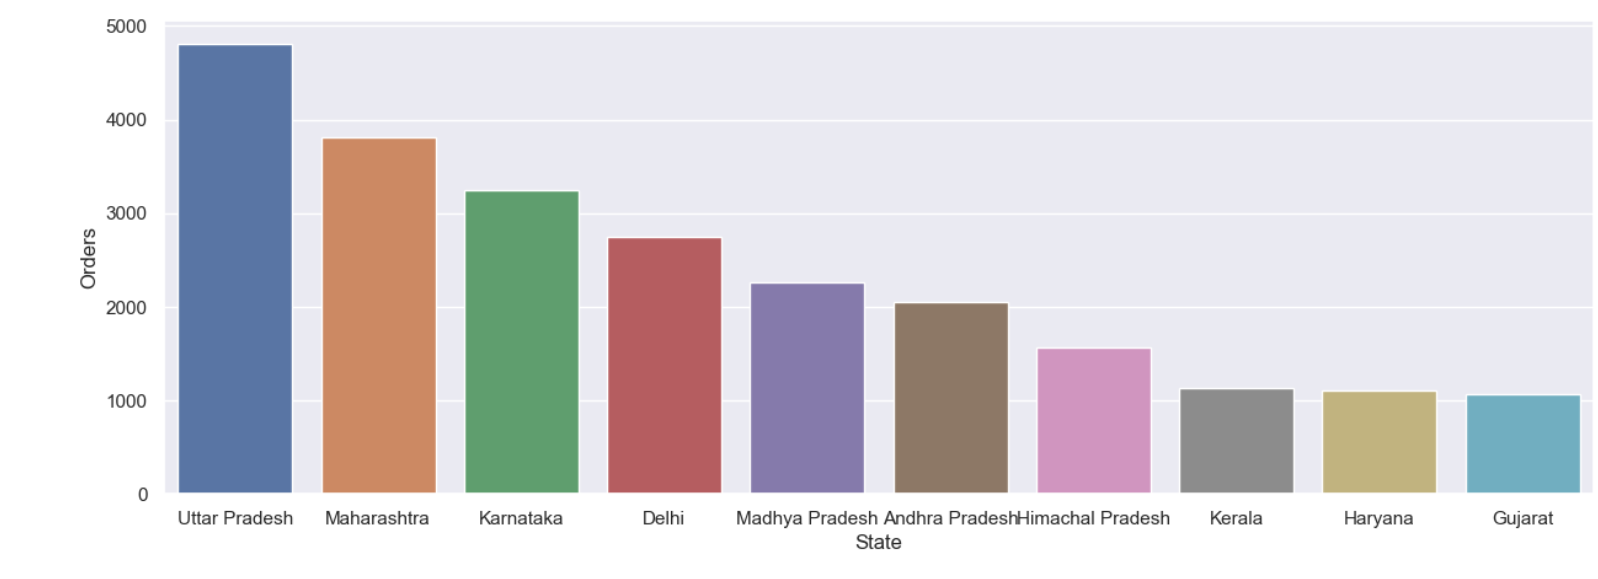 5000
4000
3000
2000
1000
0
Orders
Uttar Pradesh Maharashtra Karnataka Delhi Madhya Pradesh Andhra Pradesh Himachal Pradesh Kerala Haryana Gujarat
State